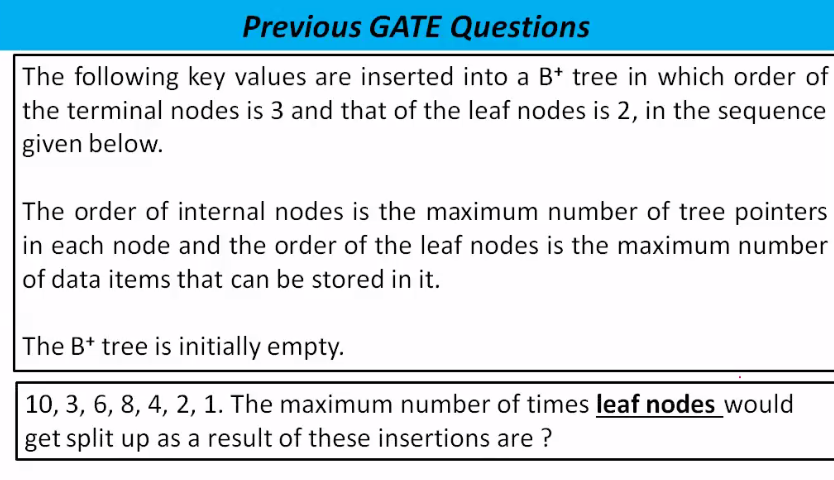 Previous GATE Questions
The following key values are inserted into a B⁺ tree in which order of
the terminal nodes is 3 and that of the leaf nodes is 2, in the sequence
given below.
The order of internal nodes is the maximum number of tree pointers
in each node and the order of the leaf nodes is the maximum number
of data items that can be stored in it.
The B⁺ tree is initially empty.
10, 3, 6, 8, 4, 2, 1. The maximum number of times leaf nodes would
get split up as a result of these insertions are ?